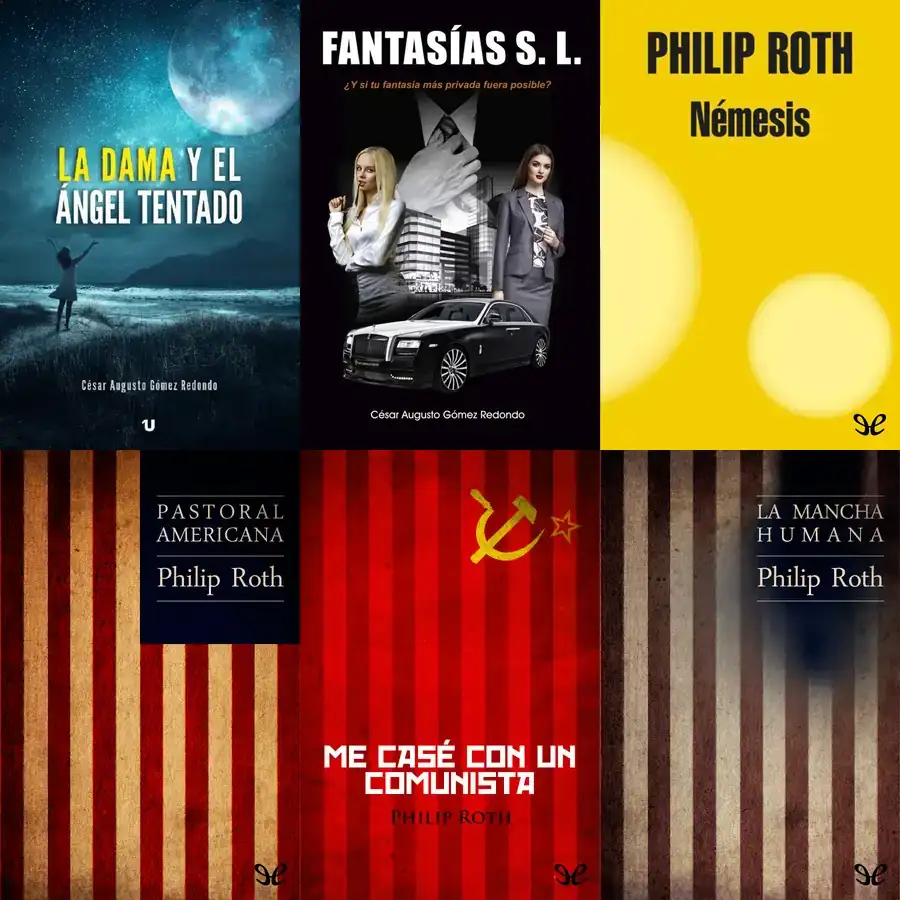 LA DAMA Y EL
ÁNGEL TENTADO
César Augusto Gómez Redondo
FANTASÍAS S. L.
¿Y si tu fantasía más privada fuera posible?
César Augusto Gómez Redondo
PHILIP ROTH
Némesis
PASTORAL
AMERICANA
Philip Roth
ME CASÉ CON UN
COMUNISTA
Philip Roth
LA MANCHA
HUMANA
Philip Roth